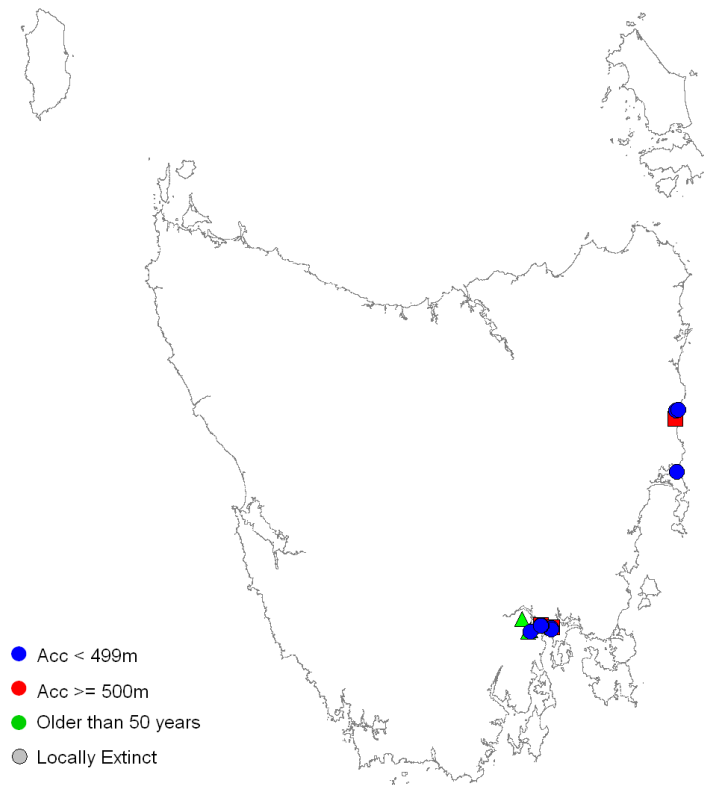 Acc < 499m
Acc >= 500m
Older than 50 years
Locally Extinct